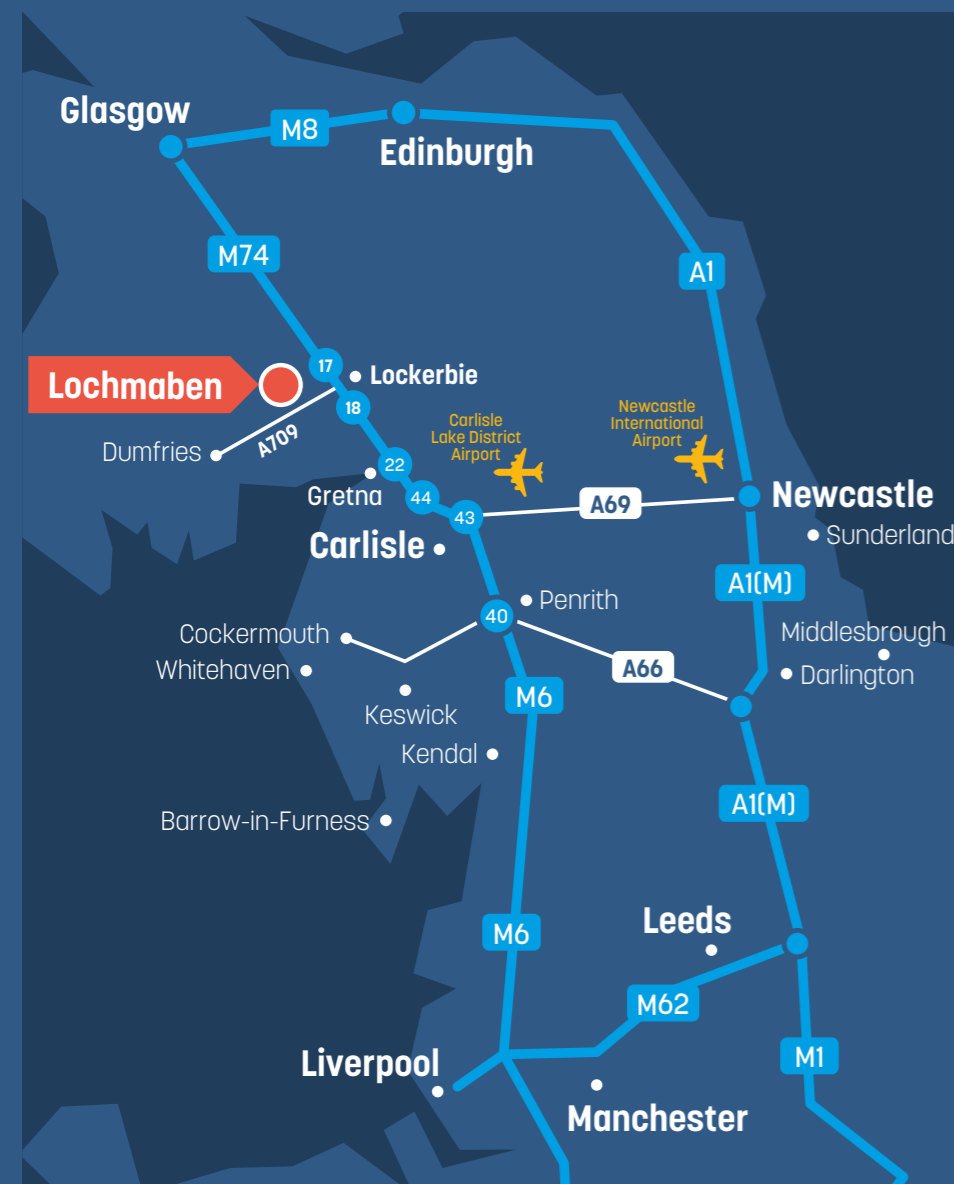 Glasgow
M8
Edinburgh
M74
A1
17
Lockerbie
Lochmaben
18
Dumfries
A709
Carlisle
Lake District
Airport
Newcastle
International
Airport
22
Gretna
44
43
A69
Newcastle
Carlisle
Sunderland
A1(M)
Penrith
40
Cockermouth
Middlesbrough
Whitehaven
A66
Darlington
M6
Keswick
Kendal
A1(M)
Barrow-in-Furness
Leeds
M6
M62
Liverpool
M1
Manchester